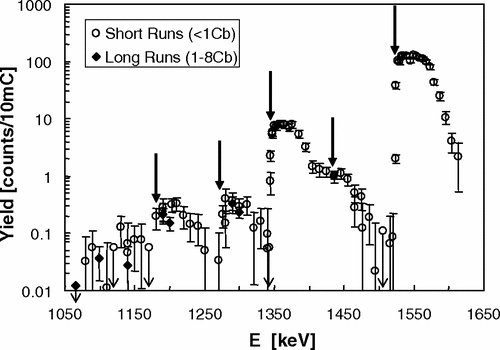 1000
100
10
1
0.1
0.01
Yield [counts/10mC]
Short Runs (<1Cb)
Long Runs (1-8Cb)
1050 1150 1250 1350 1450 1550 1650
E [keV]